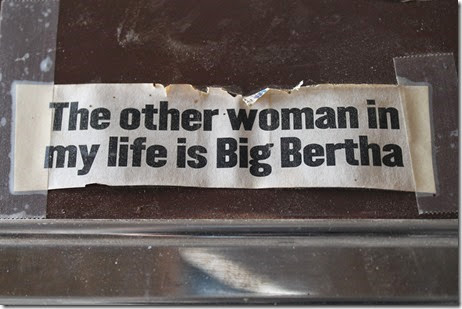 The other woman in
my life is Big Bertha